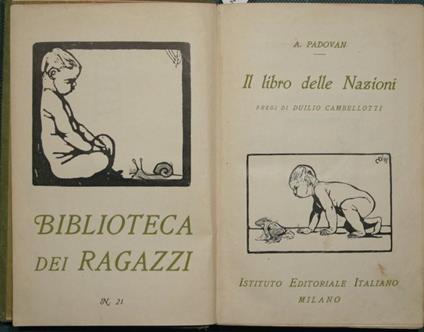 BIBLIOTECA
DEI RAGAZZI
N. 21
A. PADOVAN
Il libro delle Nazioni
FREGI DI DUILIO CAMBELLOTTI
ISTITUTO EDITORIALE ITALIANO
MILANO